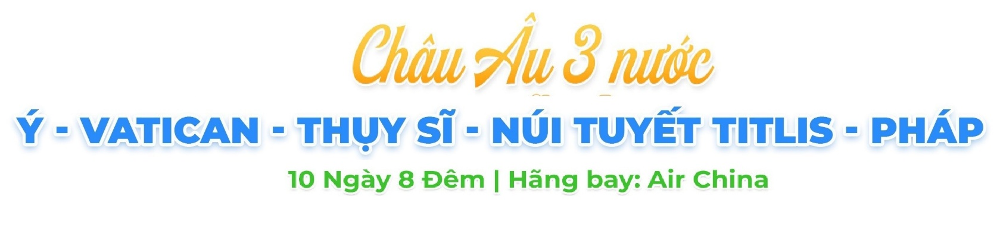 Châu Âu 3 nước
Ý - VATICAN - THỤY SĨ - NÚI TUYẾT TITLIS - PHÁP
10 Ngày 8 Đêm | Hãng bay: Air China